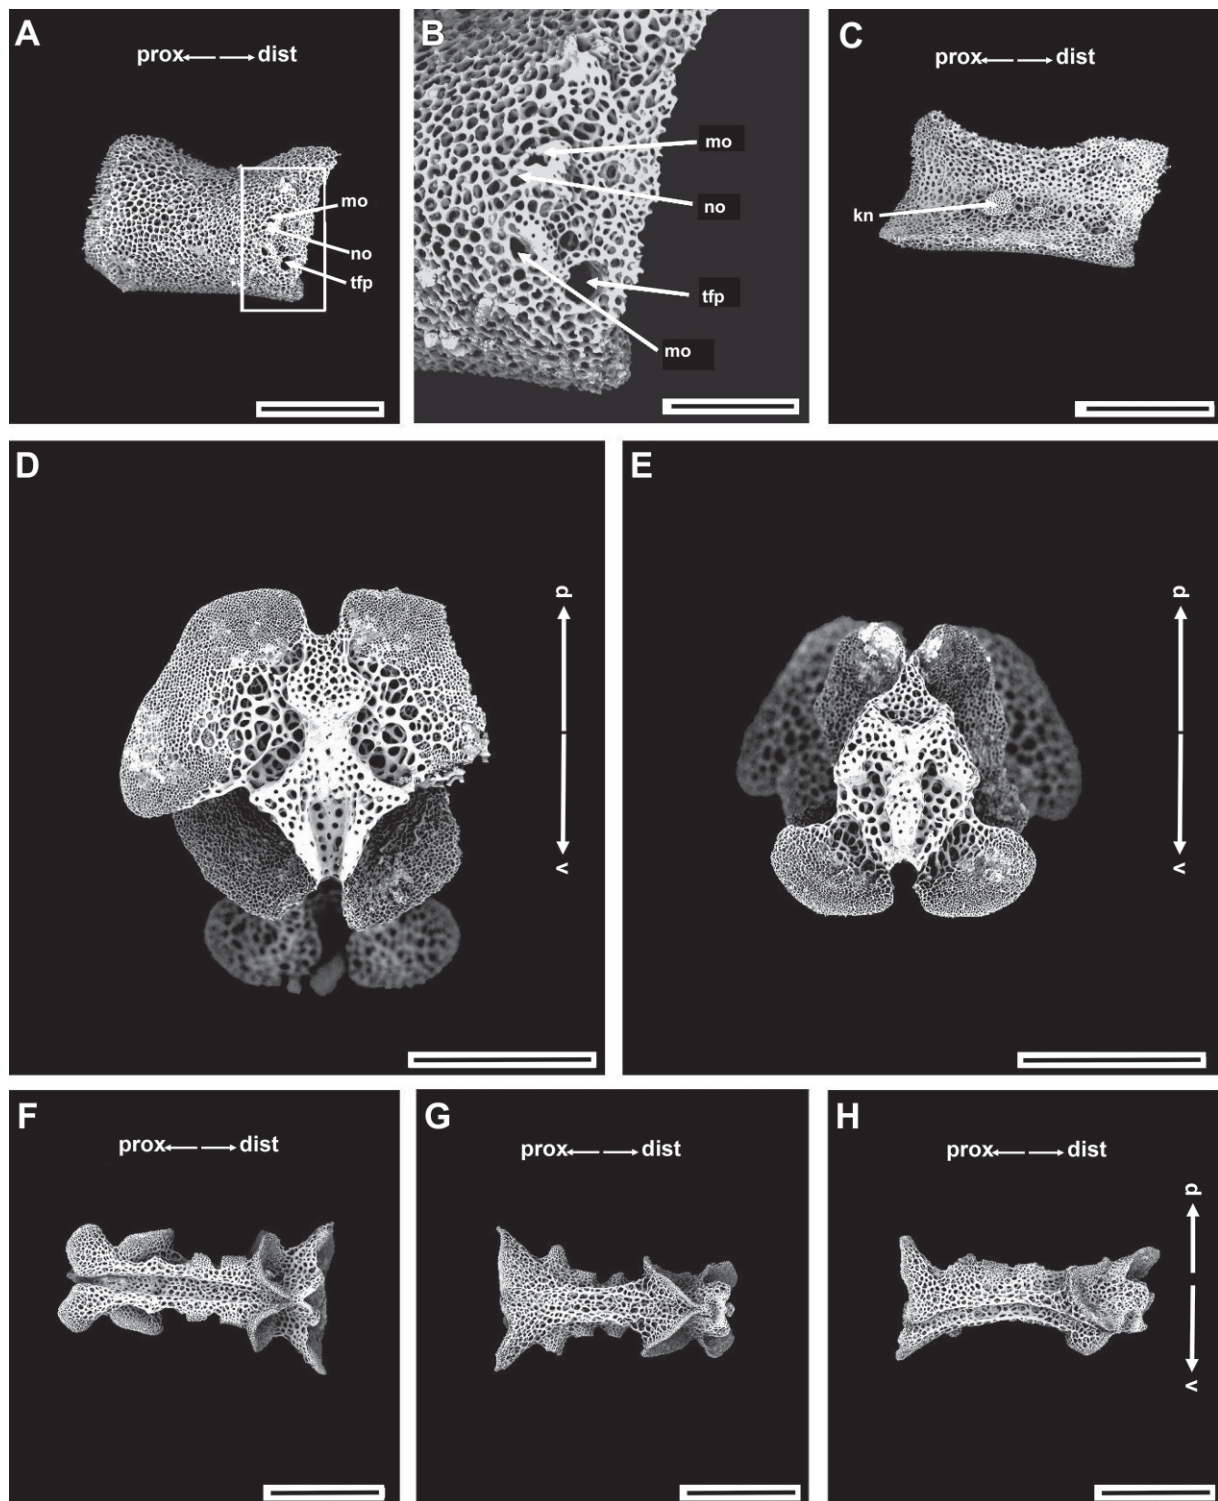 A
prox dist
mo
no
tfp
B
mo
no
tfp
mo
C
prox dist
kn
D
d
v
E
d
v
F
prox dist
G
prox dist
H
prox dist
d
v